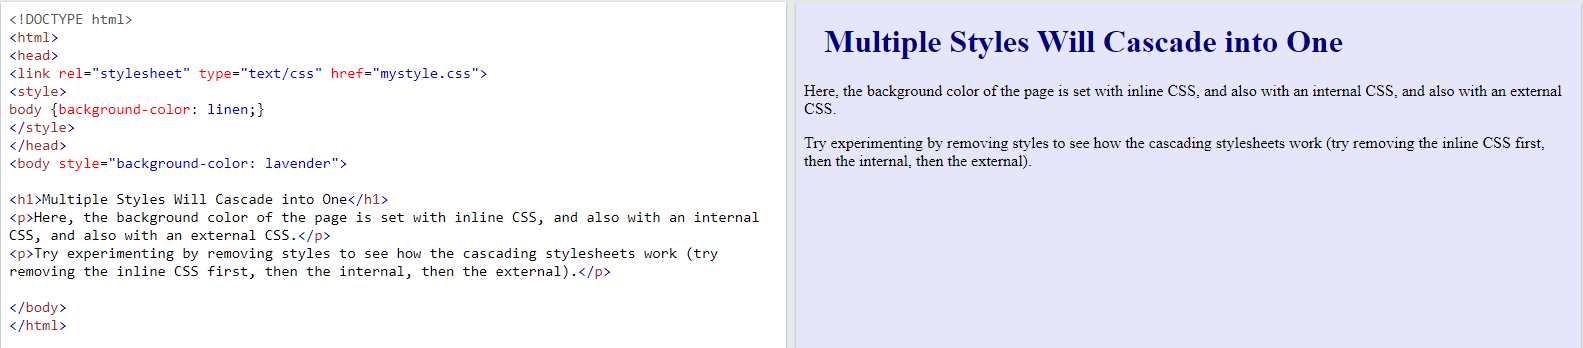 <!DOCTYPE html>
<html>
<head>
<link rel="stylesheet" type="text/css" href="mystyle.css">
<style>
body {background-color: linen;}
</style>
</head>
<body style="background-color: lavender">
<h1>Multiple Styles Will Cascade into One</h1>
<p>Here, the background color of the page is set with inline CSS, and also with an internal
CSS, and also with an external CSS.</p>
<p>Try experimenting by removing styles to see how the cascading stylesheets work (try
removing the inline CSS first, then the internal, then the external).</p>
</body>
</html>
Multiple Styles Will Cascade into One
Here, the background color of the page is set with inline CSS, and also with an internal CSS, and also with an external
CSS.
Try experimenting by removing styles to see how the cascading stylesheets work (try removing the inline CSS first,
then the internal, then the external).